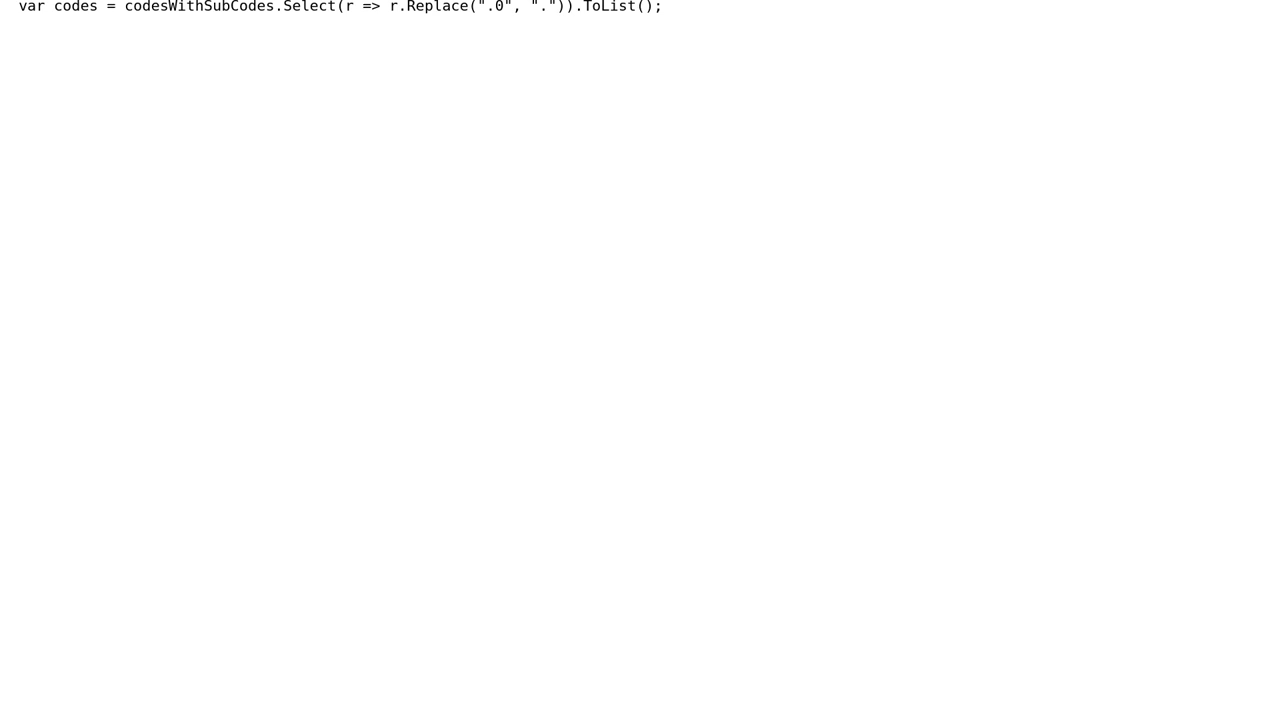 var codes = codesWithSubCodes.Select(r => r.Replace(".0", ".")).ToList();